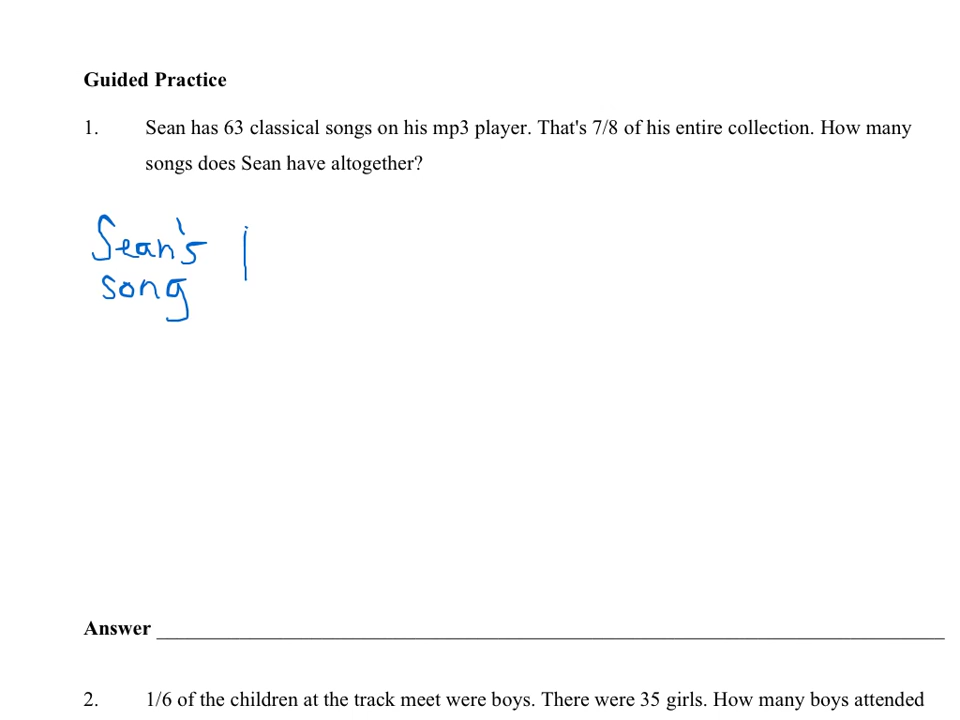 Guided Practice
1. Sean has 63 classical songs on his mp3 player. That's 7/8 of his entire collection. How many
songs does Sean have altogether?
Sean's
song
Answer
2. 1/6 of the children at the track meet were boys. There were 35 girls. How many boys attended